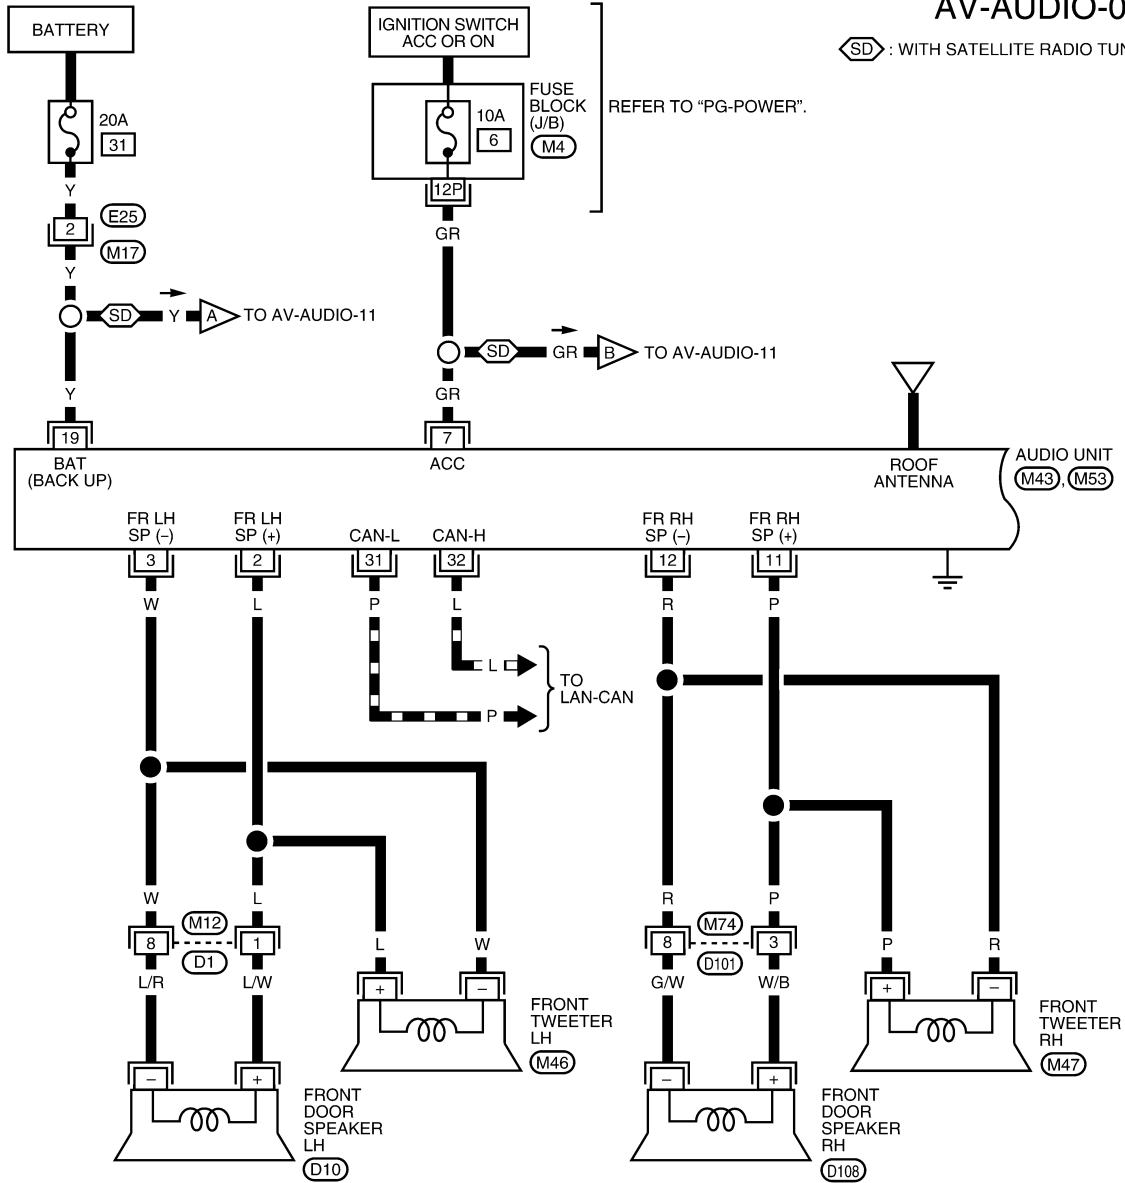 AV-AUDIO-0
BATTERY
IGNITION SWITCH
ACC OR ON
SD : WITH SATELLITE RADIO
20A
31
10A
6
FUSE
BLOCK
(J/B)
M4
REFER TO “PG-POWER”.
12P
Y
2
E25
M17
GR
Y
SD Y A TO AV-AUDIO-11
SD GR B TO AV-AUDIO-11
Y
GR
19
7
BAT
(BACK UP)
ACC
ROOF
ANTENNA
AUDIO UNIT
M43 , M53
FR LH
SP (–)
FR LH
SP (+)
CAN-L
CAN-H
FR RH
SP (–)
FR RH
SP (+)
3
2
31
32
12
11
W
L
P
L
R
P
L
P
TO
LAN-CAN
W
L
R
P
M12
8
1
D1
M74
8
3
D101
L
W
P
R
L/R
L/W
G/W
W/B
+
–
+
–
FRONT
TWEETER
LH
M46
FRONT
TWEETER
RH
M47
–
+
–
+
FRONT
DOOR
SPEAKER
LH
D10
FRONT
DOOR
SPEAKER
RH
D108